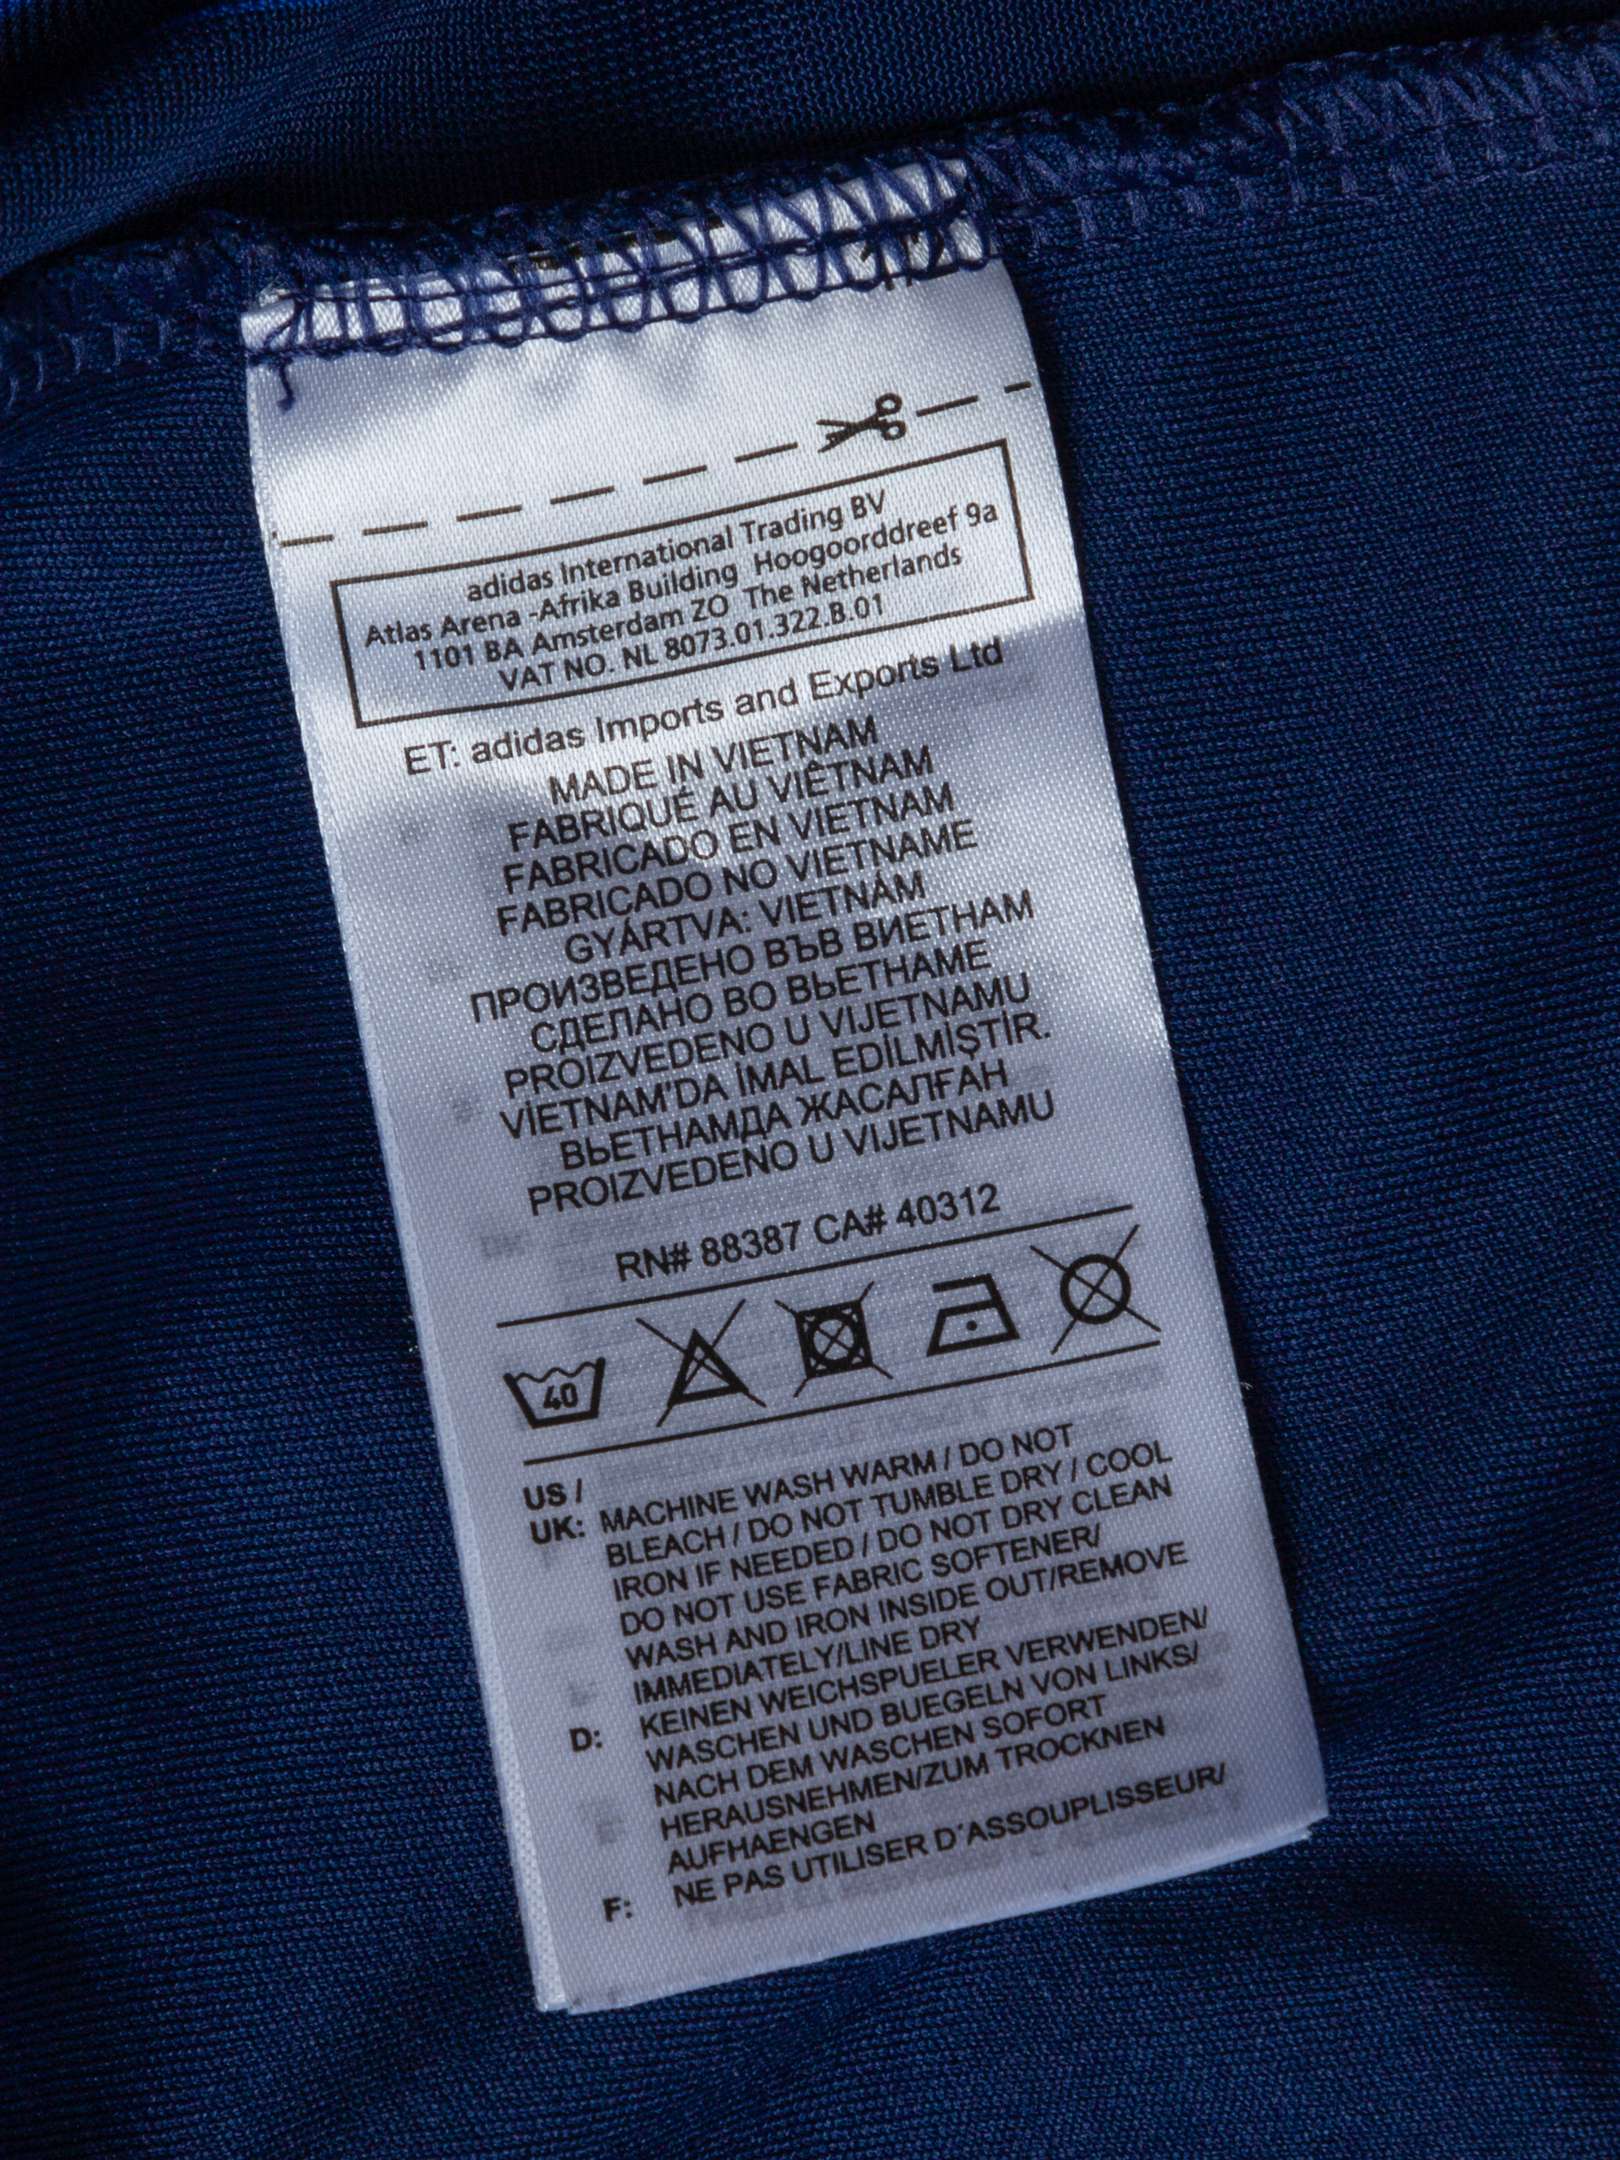 adidas International Trading BV
Atlas Arena -Afrika Building Hoogoorddreef 9a
1101 BA Amsterdam ZO The Netherlands
VAT NO. NL 8073.01.322.B.01
ET: adidas Imports and Exports Ltd
MADE IN VIETNAM
FABRIQUÉ AU VIÊTNAM
FABRICADO EN VIETNAM
FABRICADO NO VIETNAME
GYÁRTVA: VIETNÁM
ПРОИЗВЕДЕНО ВЪВ ВИЕТНАМ
СДЕЛАНО ВО ВЬЕТНАМЕ
PROIZVEDENO U VIJETNAMU
VİETNAM'DA İMAL EDİLMİŞTİR.
ВЬЕТНАМДА ЖАСАЛҒАН
PROIZVEDENO U VIJETNAMU
RN# 88387 CA# 40312
40
US /
UK: MACHINE WASH WARM / DO NOT
BLEACH / DO NOT TUMBLE DRY / COOL
IRON IF NEEDED / DO NOT DRY CLEAN
DO NOT USE FABRIC SOFTENER/
WASH AND IRON INSIDE OUT/REMOVE
IMMEDIATELY/LINE DRY
D: KEINEN WEICHSPUELER VERWENDEN/
WASCHEN UND BUEGELN VON LINKS/
NACH DEM WASCHEN SOFORT
HERAUSNEHMEN/ZUM TROCKNEN
AUFHAENGEN
F: NE PAS UTILISER D´ASSOUPLISSEUR/